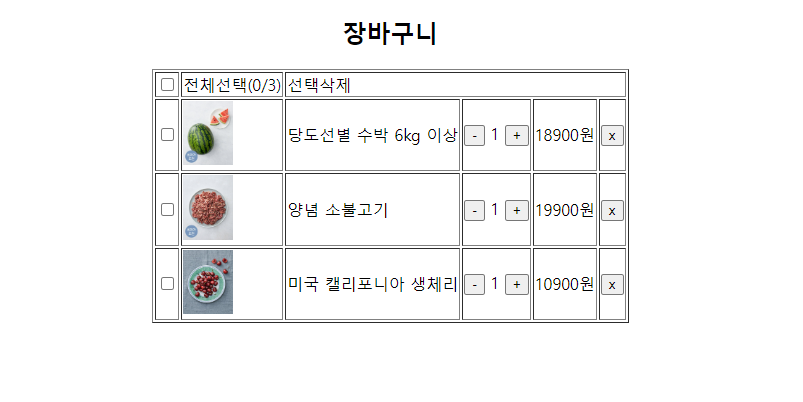 장바구니
전체선택(0/3) 선택삭제
당도선별 수박 6kg 이상 - 1 + 18900원 x
양념 소불고기 - 1 + 19900원 x
미국 캘리포니아 생체리 - 1 + 10900원 x